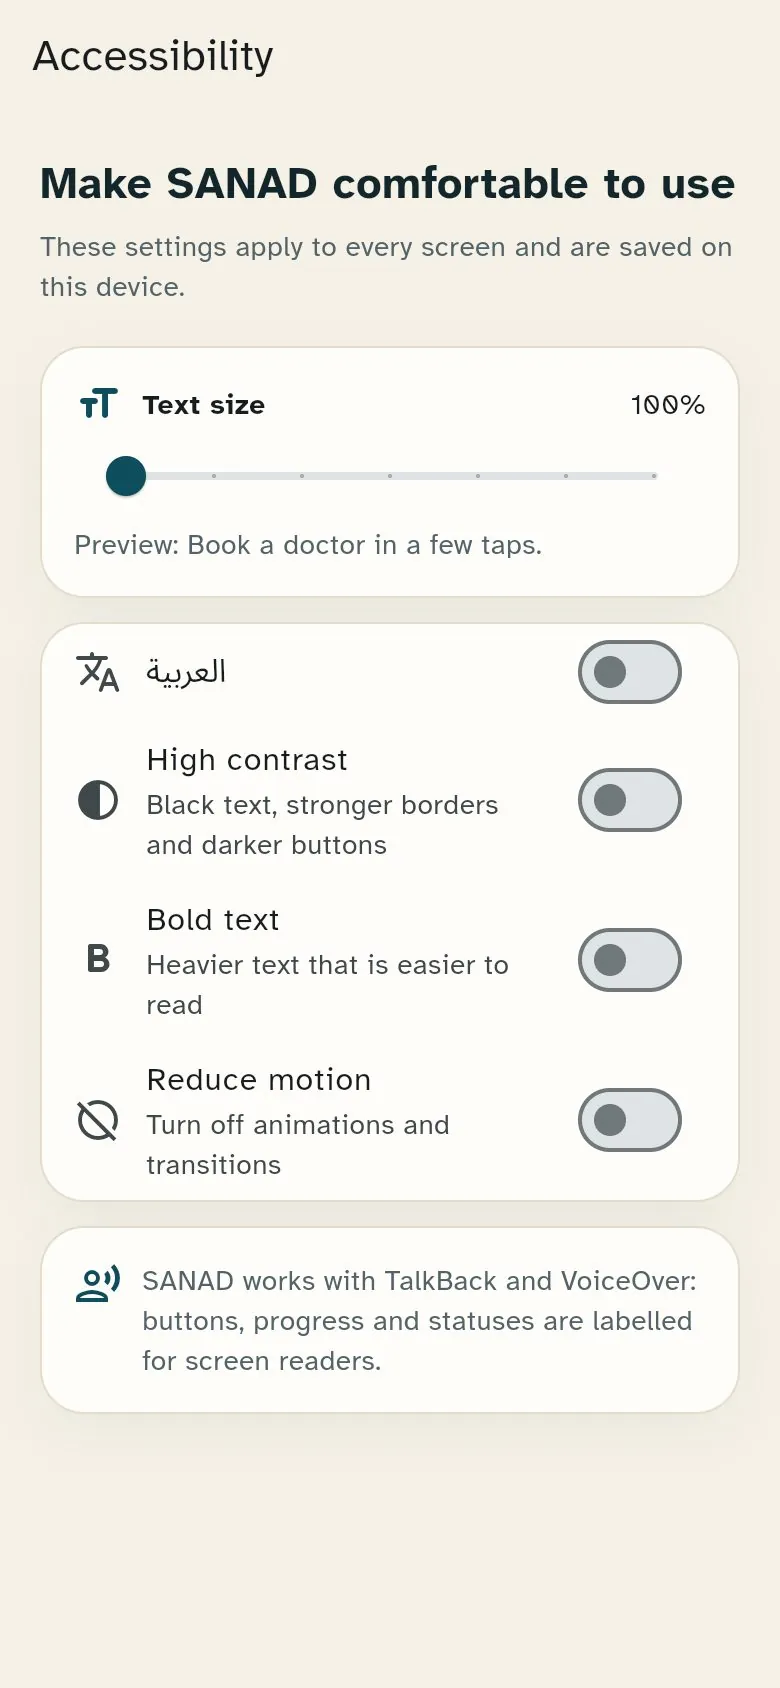 Accessibility
Make SANAD comfortable to use
These settings apply to every screen and are saved on
this device.
Text size
100%
Preview: Book a doctor in a few taps.
العربية
High contrast
Black text, stronger borders
and darker buttons
B
Bold text
Heavier text that is easier to
read
Reduce motion
Turn off animations and
transitions
SANAD works with TalkBack and VoiceOver:
buttons, progress and statuses are labelled
for screen readers.